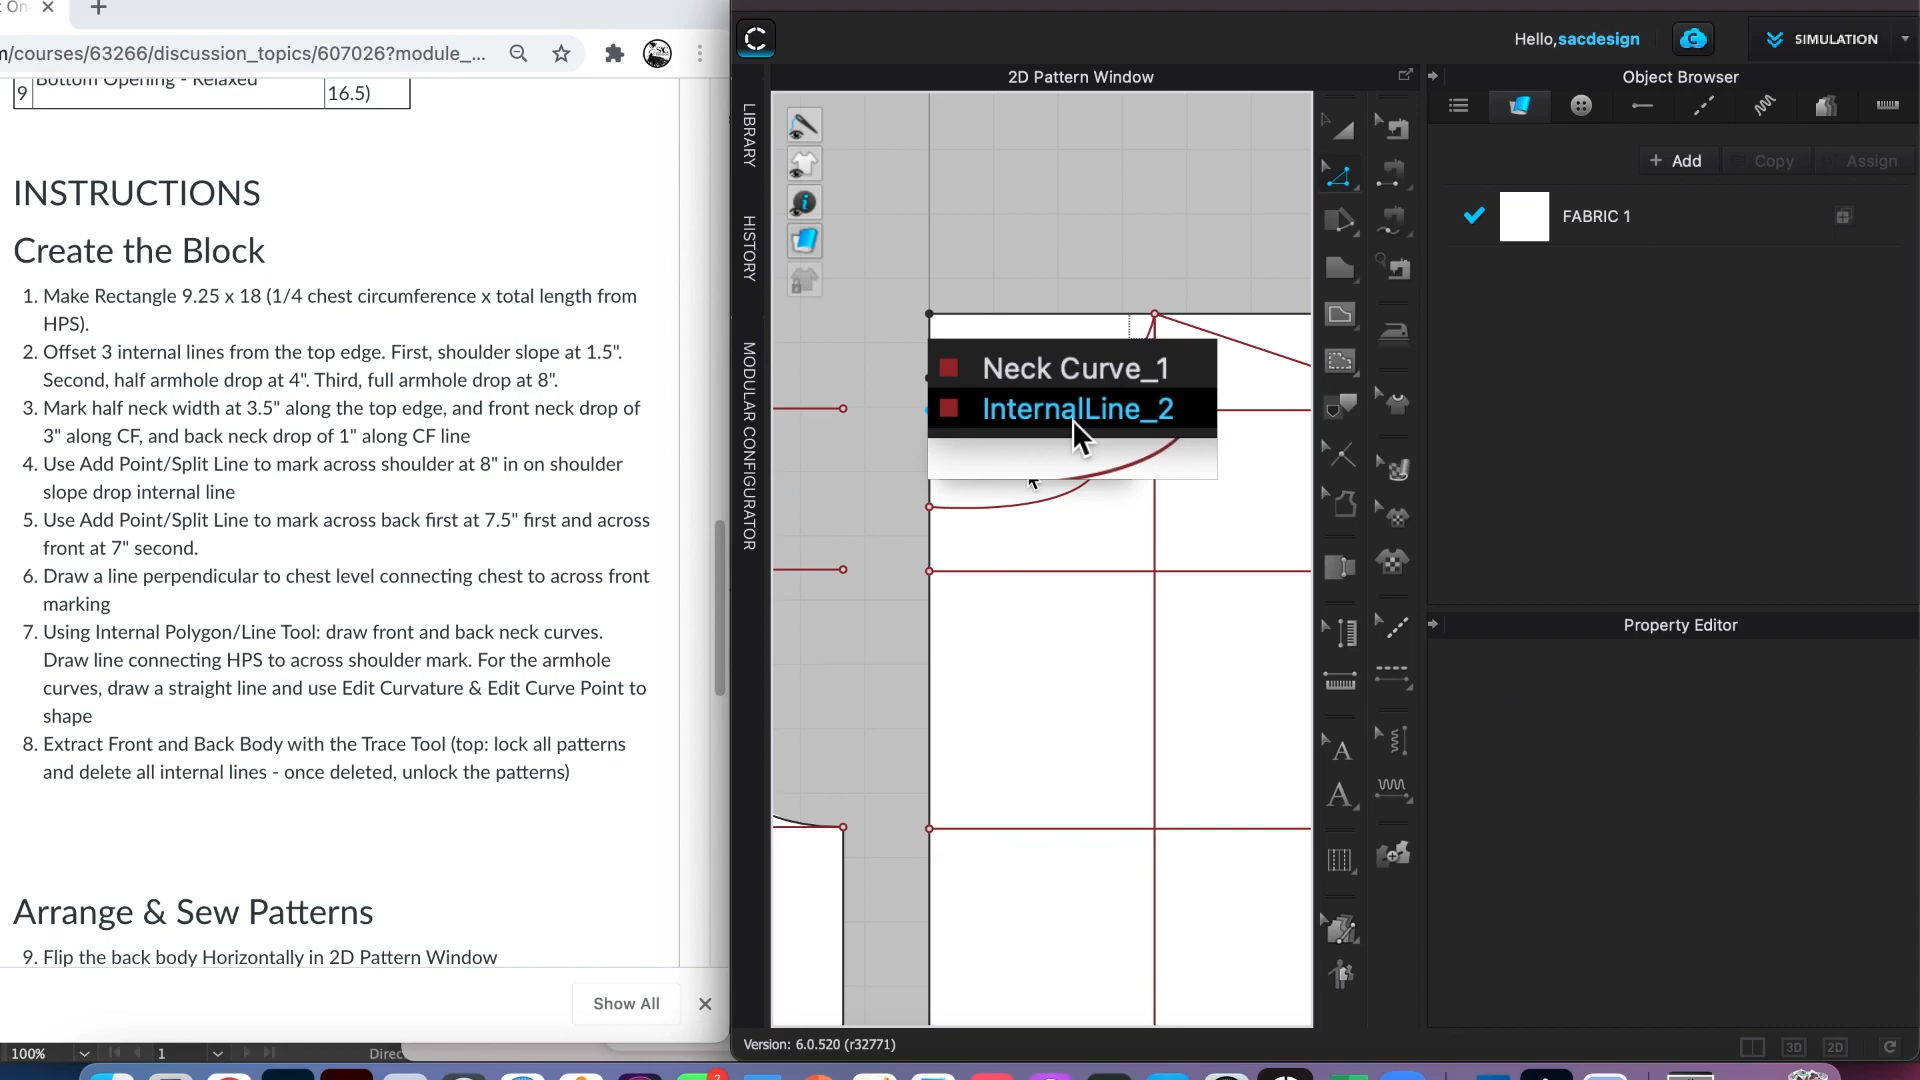 t On
m/courses/63266/discussion_topics/607026?module_...
Hello,sacdesign
SIMULATION
2D Pattern Window
Object Browser
Bottom Opening - Relaxed
9
16.5)
LIBRARY
HISTORY
MODULAR CONFIGURATOR
+ Add
Copy
Assign
FABRIC 1
INSTRUCTIONS
Create the Block
1. Make Rectangle 9.25 x 18 (1/4 chest circumference x total length from
HPS).
2. Offset 3 internal lines from the top edge. First, shoulder slope at 1.5".
Second, half armhole drop at 4". Third, full armhole drop at 8".
3. Mark half neck width at 3.5" along the top edge, and front neck drop of
3" along CF, and back neck drop of 1" along CF line
4. Use Add Point/Split Line to mark across shoulder at 8" in on shoulder
slope drop internal line
5. Use Add Point/Split Line to mark across back first at 7.5" first and across
front at 7" second.
6. Draw a line perpendicular to chest level connecting chest to across front
marking
7. Using Internal Polygon/Line Tool: draw front and back neck curves.
Draw line connecting HPS to across shoulder mark. For the armhole
curves, draw a straight line and use Edit Curvature & Edit Curve Point to
shape
8. Extract Front and Back Body with the Trace Tool (top: lock all patterns
and delete all internal lines - once deleted, unlock the patterns)
Arrange & Sew Patterns
9. Flip the back body Horizontally in 2D Pattern Window
Neck Curve_1
InternalLine_2
Property Editor
Show All
Version: 6.0.520 (r32771)
3D
2D
100%
1
Direc
2